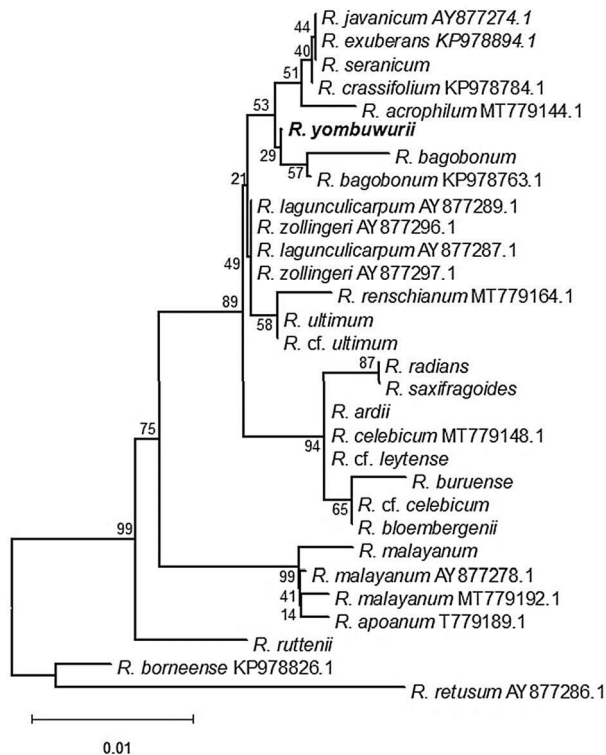 R. javanicum AY877274.1
44
R. exuberans KP978894.1
40
R. seranicum
51
R. crassifolium KP978784.1
53
R. acrophilum MT779144.1
R. yombuwurii
29
R. bagobonum
57
R. bagobonum KP978763.1
21
R. lagunculicarpum AY877289.1
R. zollingeri AY877296.1
R. lagunculicarpum AY877287.1
49
R. zollingeri AY877297.1
R. renschianum MT779164.1
89
58
R. ultimum
R. cf. ultimum
87
R. radians
R. saxifragoides
R. ardii
75
R. celebicum MT779148.1
94
R. cf. leytense
R. buruense
65
R. cf. celebicum
R. bloembergenii
99
R. malayanum
99
R. malayanum AY877278.1
41
R. malayanum MT779192.1
14
R. apoanum T779189.1
R. ruttenii
R. borneense KP978826.1
R. retusum AY877286.1
0.01